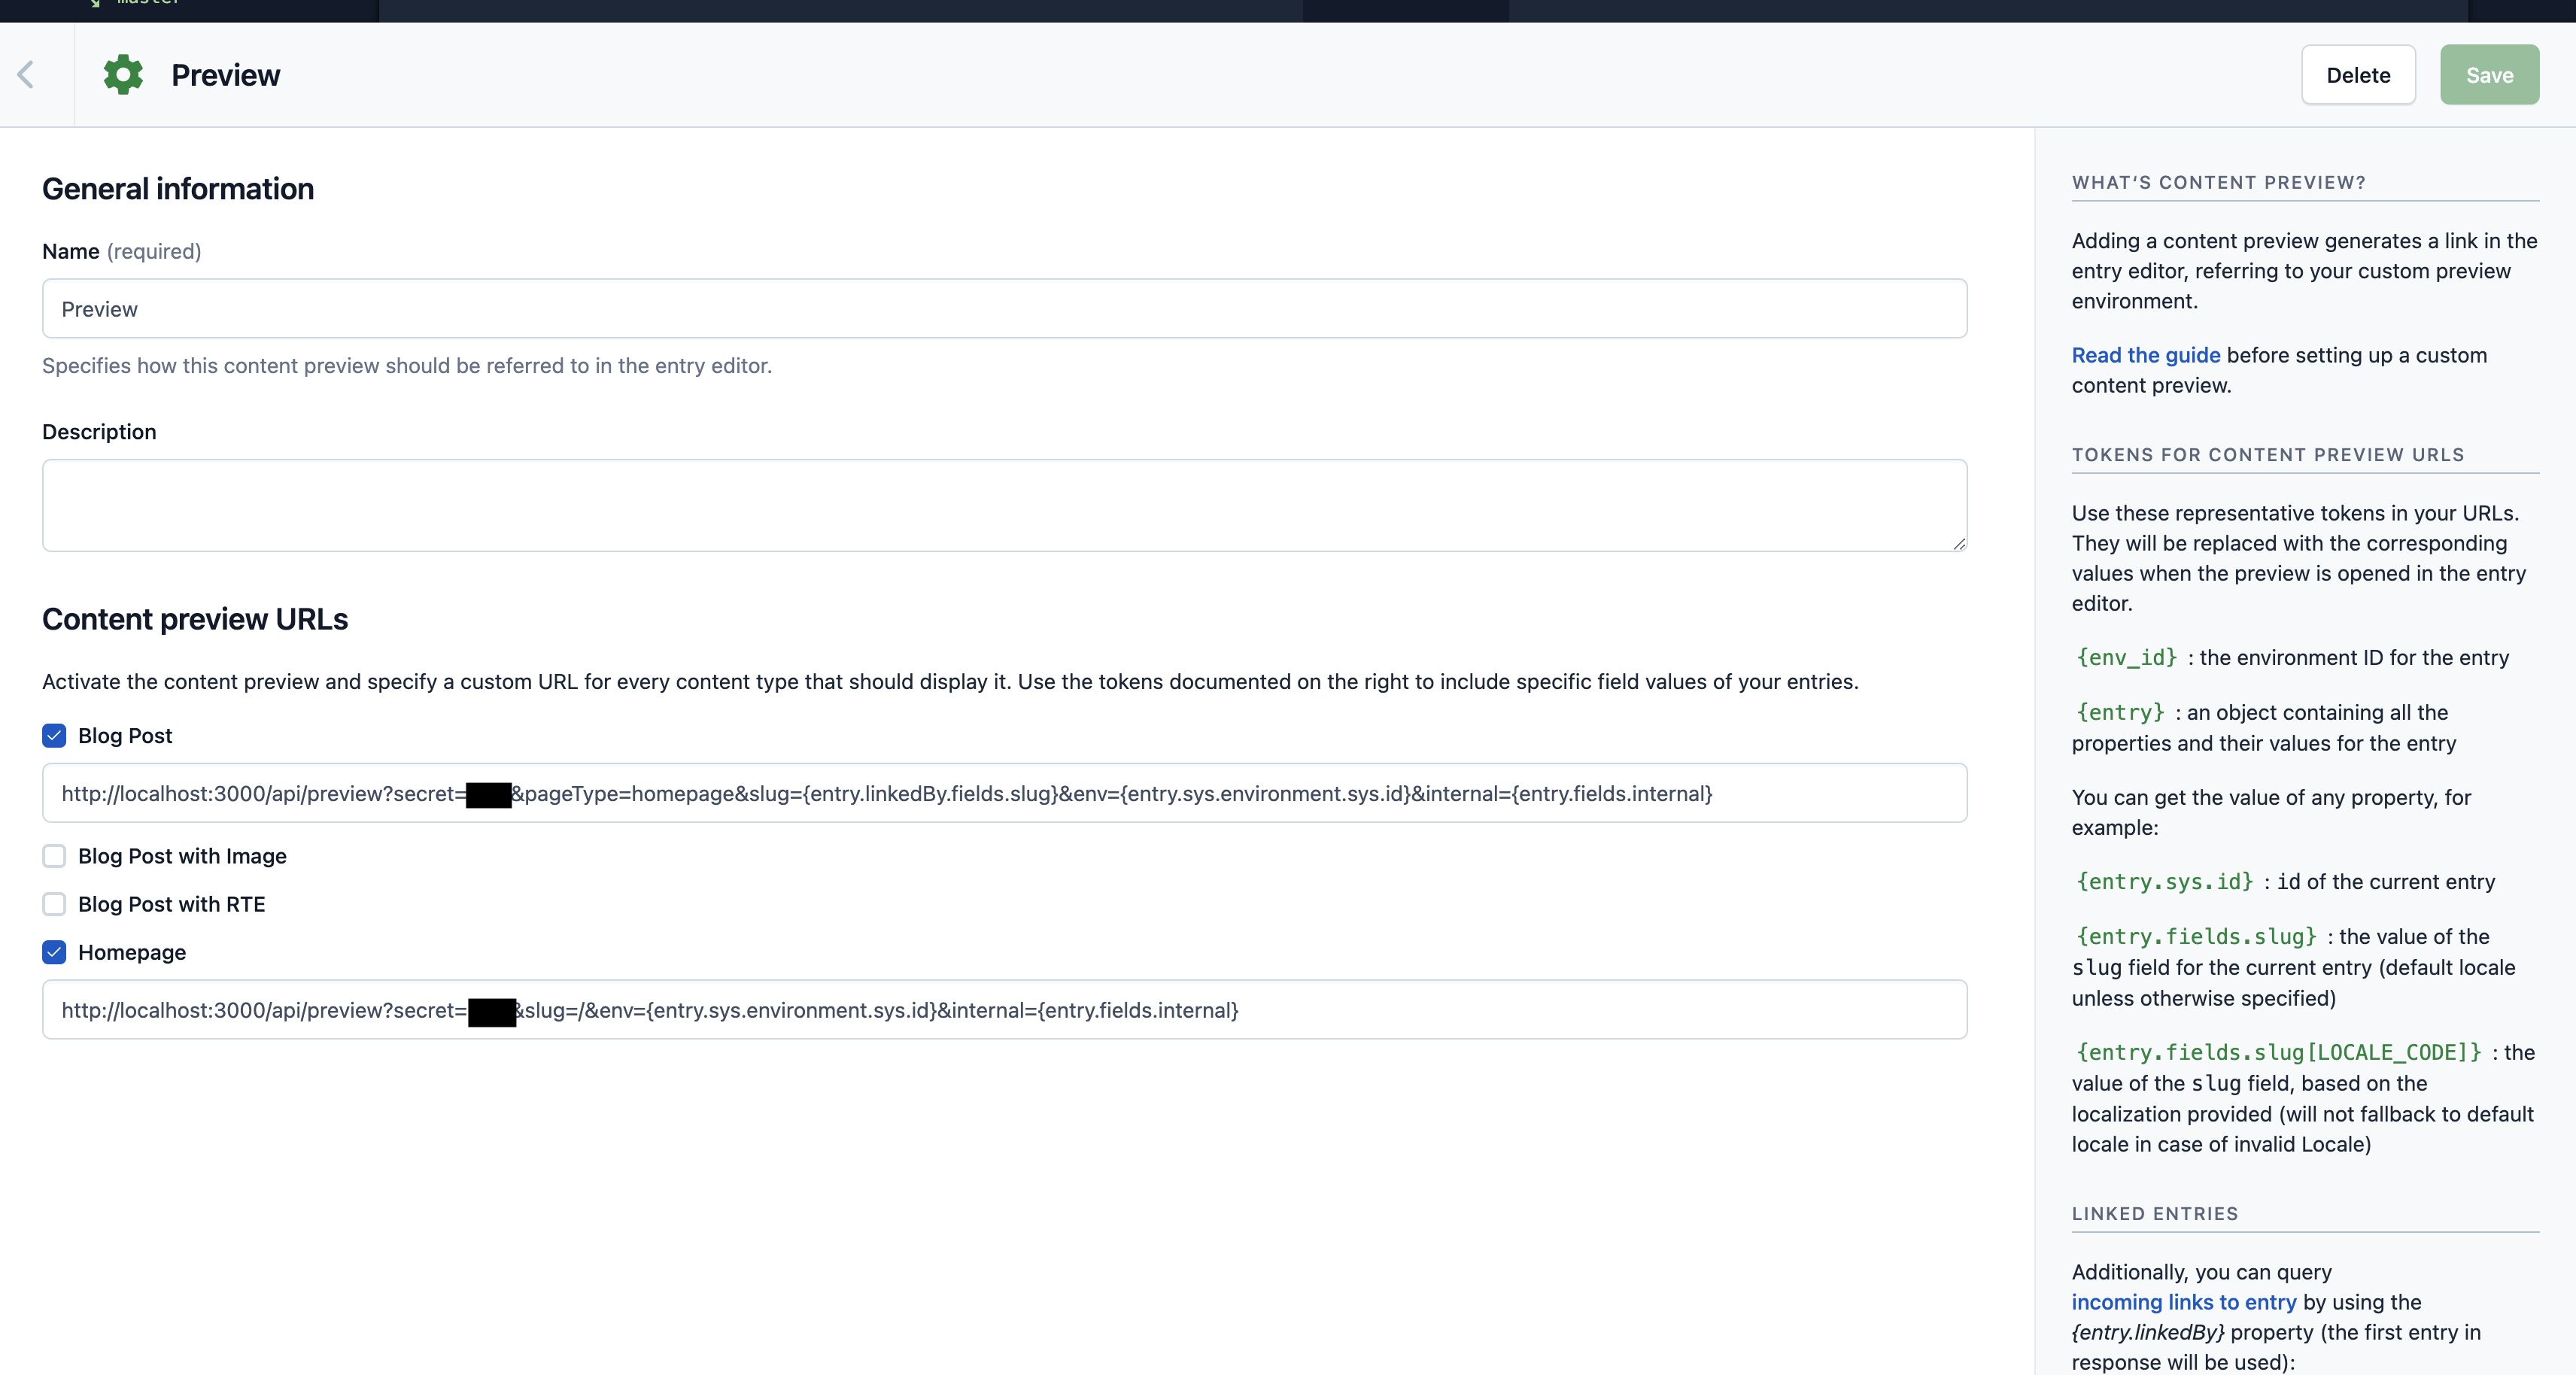 master
Preview
Delete
Save
General information
Name (required)
Preview
Specifies how this content preview should be referred to in the entry editor.
Description
Content preview URLs
Activate the content preview and specify a custom URL for every content type that should display it. Use the tokens documented on the right to include specific field values of your entries.
Blog Post
http://localhost:3000/api/preview?secret= &pageType=homepage&slug={entry.linkedBy.fields.slug}&env={entry.sys.environment.sys.id}&internal={entry.fields.internal}
Blog Post with Image
Blog Post with RTE
Homepage
http://localhost:3000/api/preview?secret= &slug=/&env={entry.sys.environment.sys.id}&internal={entry.fields.internal}
WHAT‘S CONTENT PREVIEW?
Adding a content preview generates a link in the
entry editor, referring to your custom preview
environment.
Read the guide before setting up a custom
content preview.
TOKENS FOR CONTENT PREVIEW URLS
Use these representative tokens in your URLs.
They will be replaced with the corresponding
values when the preview is opened in the entry
editor.
{env_id} : the environment ID for the entry
{entry} : an object containing all the
properties and their values for the entry
You can get the value of any property, for
example:
{entry.sys.id} : id of the current entry
{entry.fields.slug} : the value of the
slug field for the current entry (default locale
unless otherwise specified)
{entry.fields.slug[LOCALE_CODE]} : the
value of the slug field, based on the
localization provided (will not fallback to default
locale in case of invalid Locale)
LINKED ENTRIES
Additionally, you can query
incoming links to entry by using the
{entry.linkedBy} property (the first entry in
response will be used):